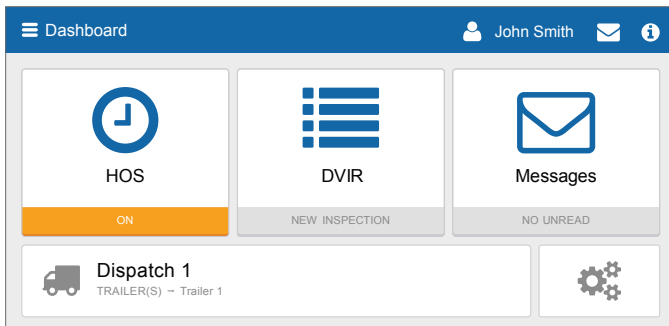 Dashboard John Smith
HOS DVIR Messages
ON NEW INSPECTION NO UNREAD
Dispatch 1
TRAILER(S) – Trailer 1